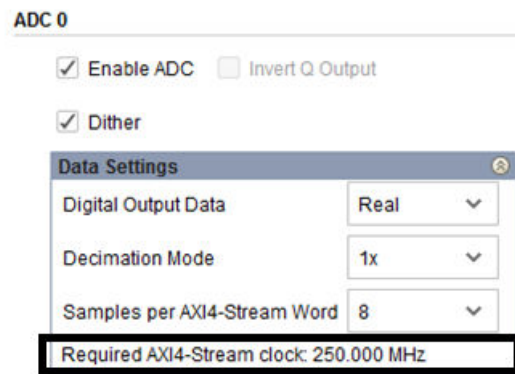 ADC 0
Enable ADC Invert Q Output
Dither
Data Settings
Digital Output Data Real
Decimation Mode 1x
Samples per AXI4-Stream Word 8
Required AXI4-Stream clock: 250.000 MHz